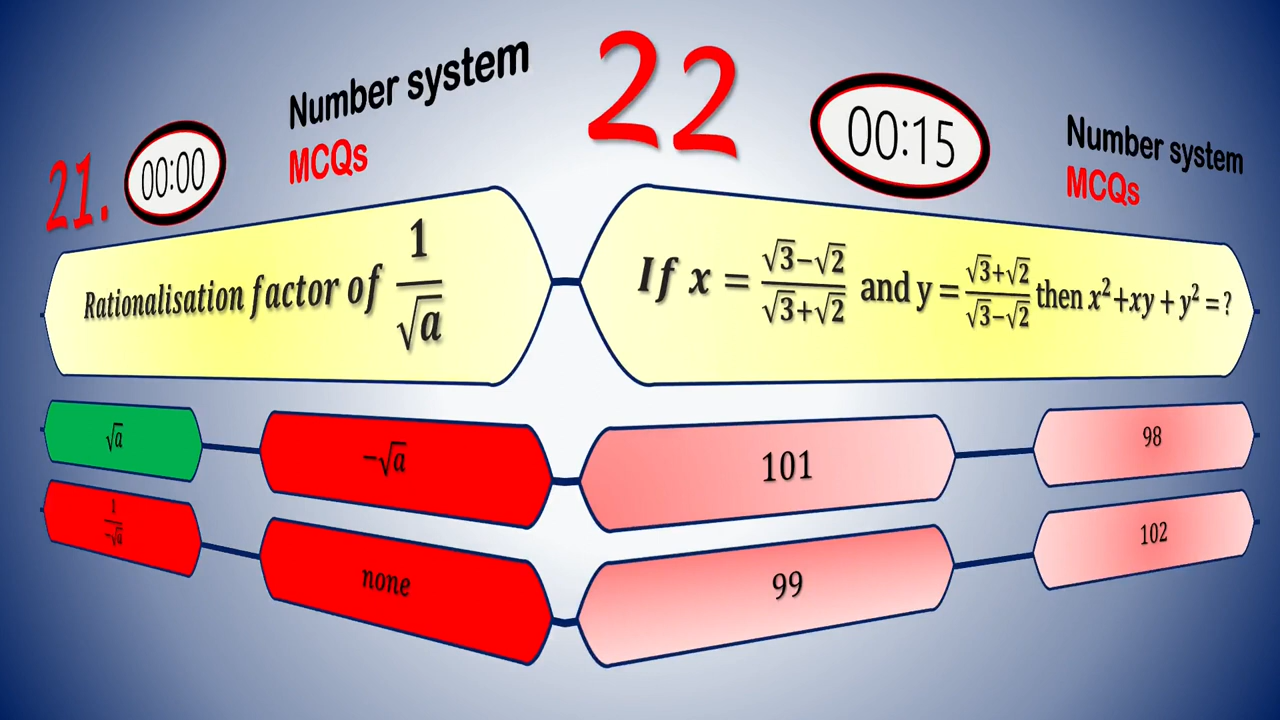 21.
00:00
Number system
MCQs
Rationalisation factor of 1/√a
√a
−√a
1/−√a
none
22
00:15
Number system
MCQs
If x = (√3−√2)/(√3+√2) and y = (√3+√2)/(√3−√2) then x²+xy + y² = ?
101
98
99
102